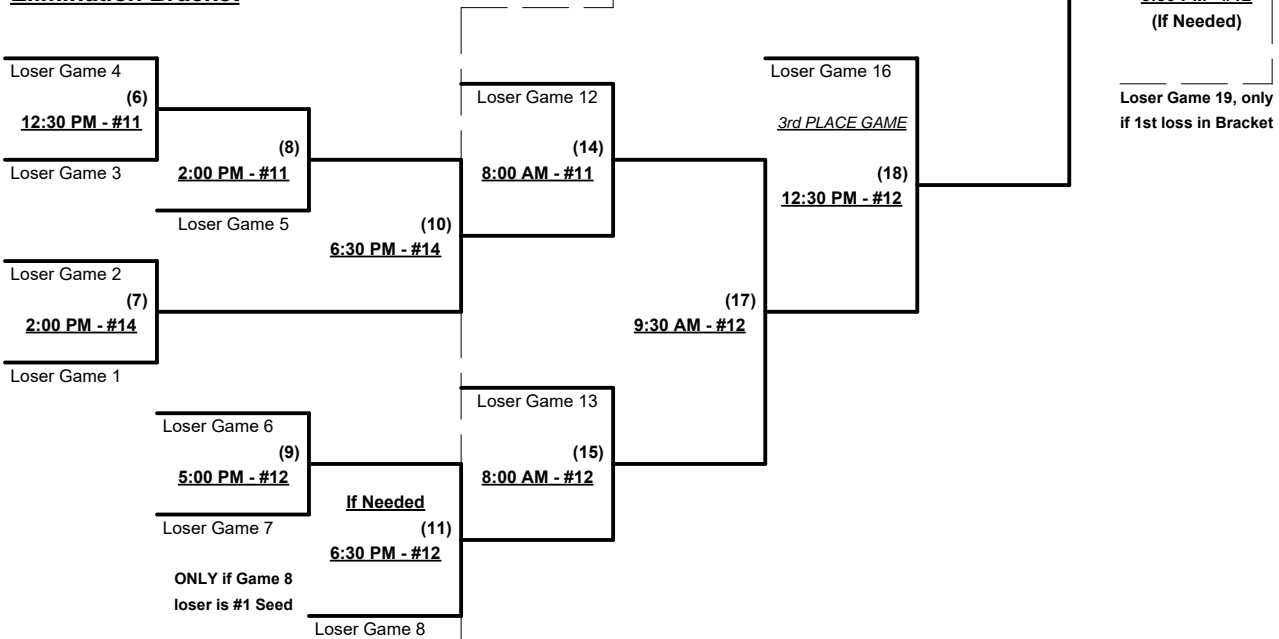 Elimination Bracket
(If Needed)
Loser Game 19, only
if 1st loss in Bracket
Loser Game 4
(6)
12:30 PM - #11
Loser Game 3
(8)
2:00 PM - #11
Loser Game 5
(10)
6:30 PM - #14
Loser Game 2
(7)
2:00 PM - #14
Loser Game 1
Loser Game 12
(14)
8:00 AM - #11
Loser Game 16
3rd PLACE GAME
(18)
12:30 PM - #12
(17)
9:30 AM - #12
Loser Game 6
(9)
5:00 PM - #12
Loser Game 7
If Needed
(11)
6:30 PM - #12
ONLY if Game 8
loser is #1 Seed
Loser Game 8
Loser Game 13
(15)
8:00 AM - #12